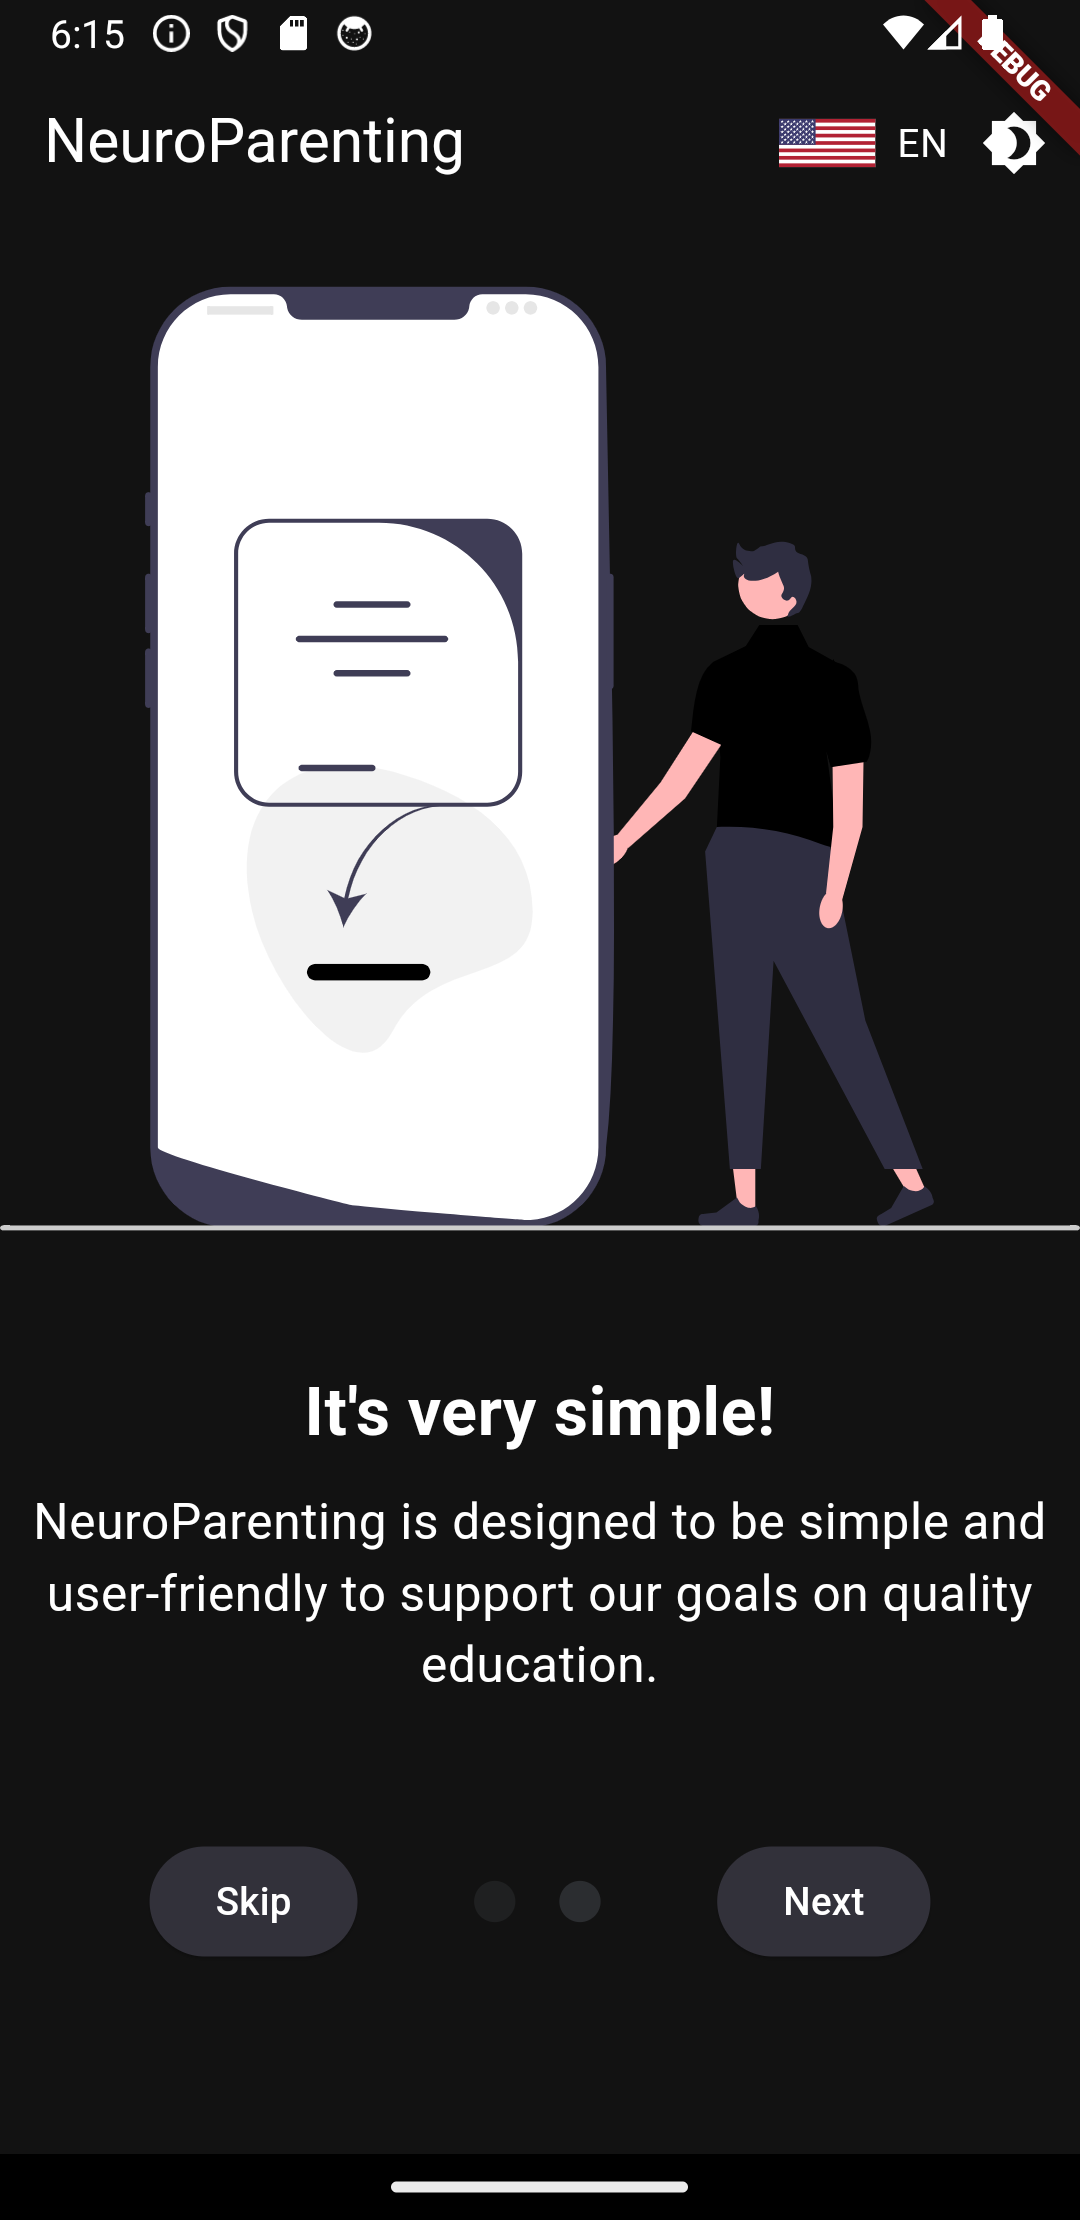 6:15
EBUG
NeuroParenting
EN
It's very simple!
NeuroParenting is designed to be simple and
user-friendly to support our goals on quality
education.
Skip
Next